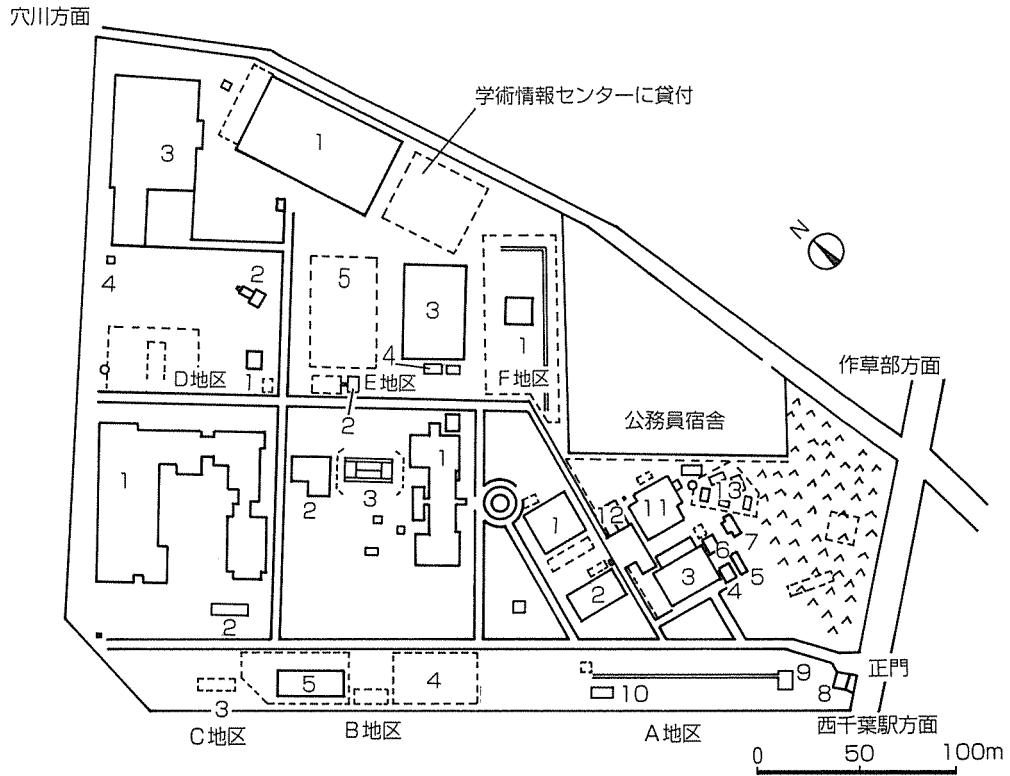 穴川方面
学術情報センターに貸付
1
3
N
2
5
4
3
1
作草部方面
4
D地区
1
E地区
F地区
2
公務員宿舎
1
1
2
3
1
12
11
13
7
6
3
5
4
2
2
正門
9
8
5
4
10
3
C地区
B地区
A地区
西千葉駅方面
0 50 100m